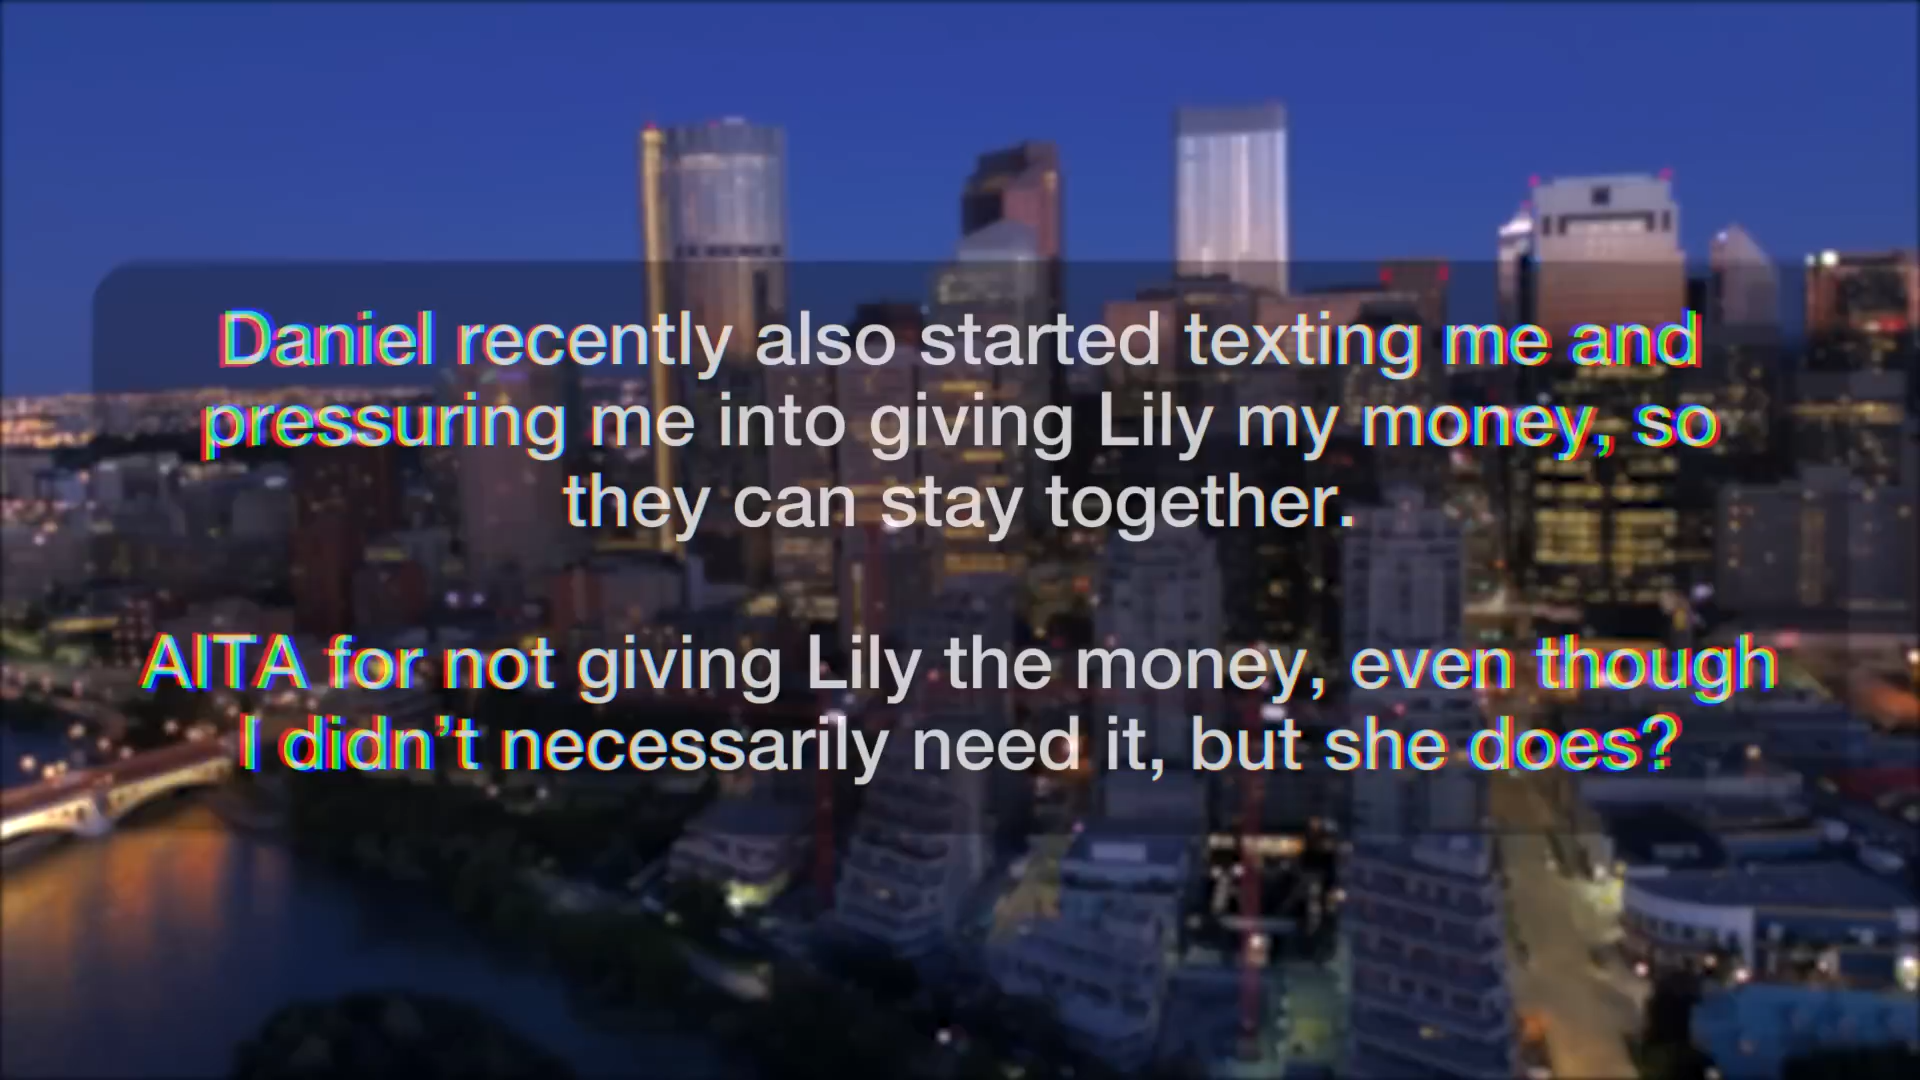 Daniel recently also started texting me and
pressuring me into giving Lily my money, so
they can stay together.
AITA for not giving Lily the money, even though
I didn’t necessarily need it, but she does?